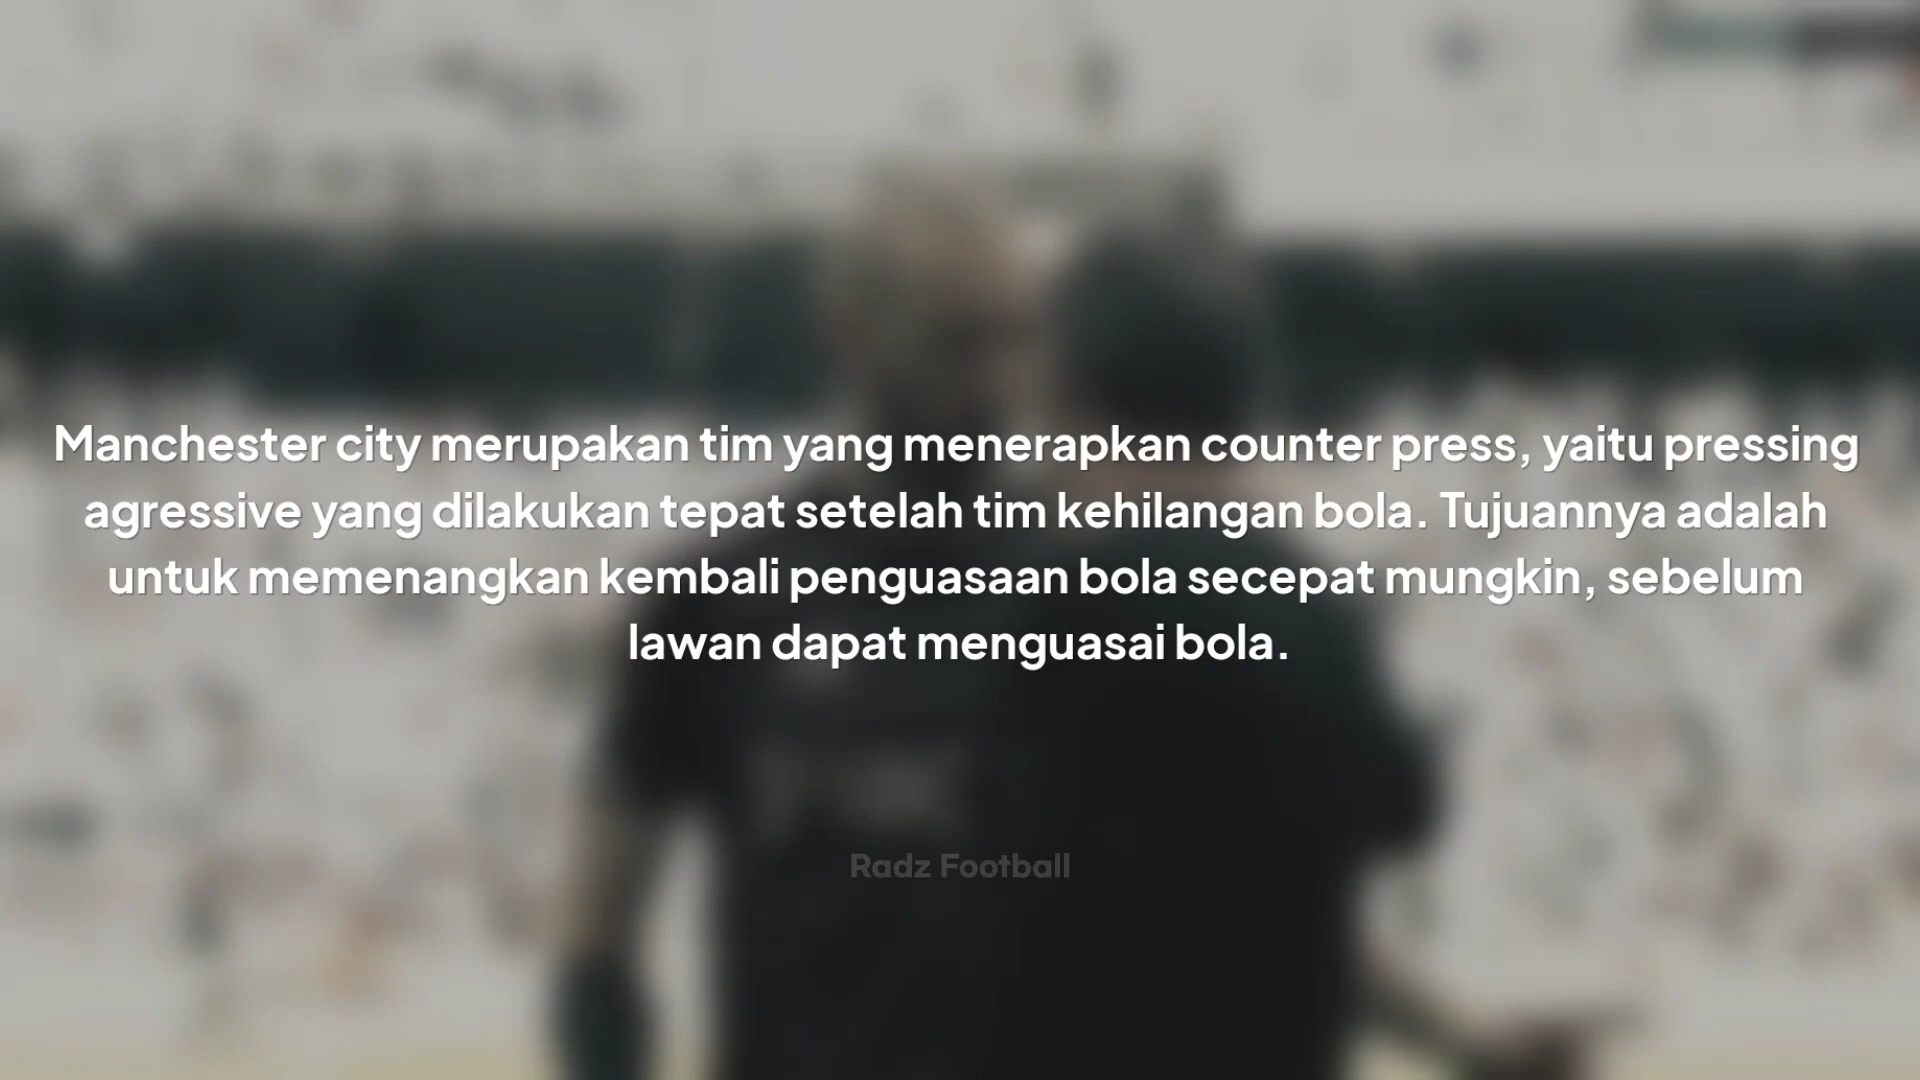 Manchester city merupakan tim yang menerapkan counter press, yaitu pressing
agressive yang dilakukan tepat setelah tim kehilangan bola. Tujuannya adalah
untuk memenangkan kembali penguasaan bola secepat mungkin, sebelum
lawan dapat menguasai bola.
Radz Football